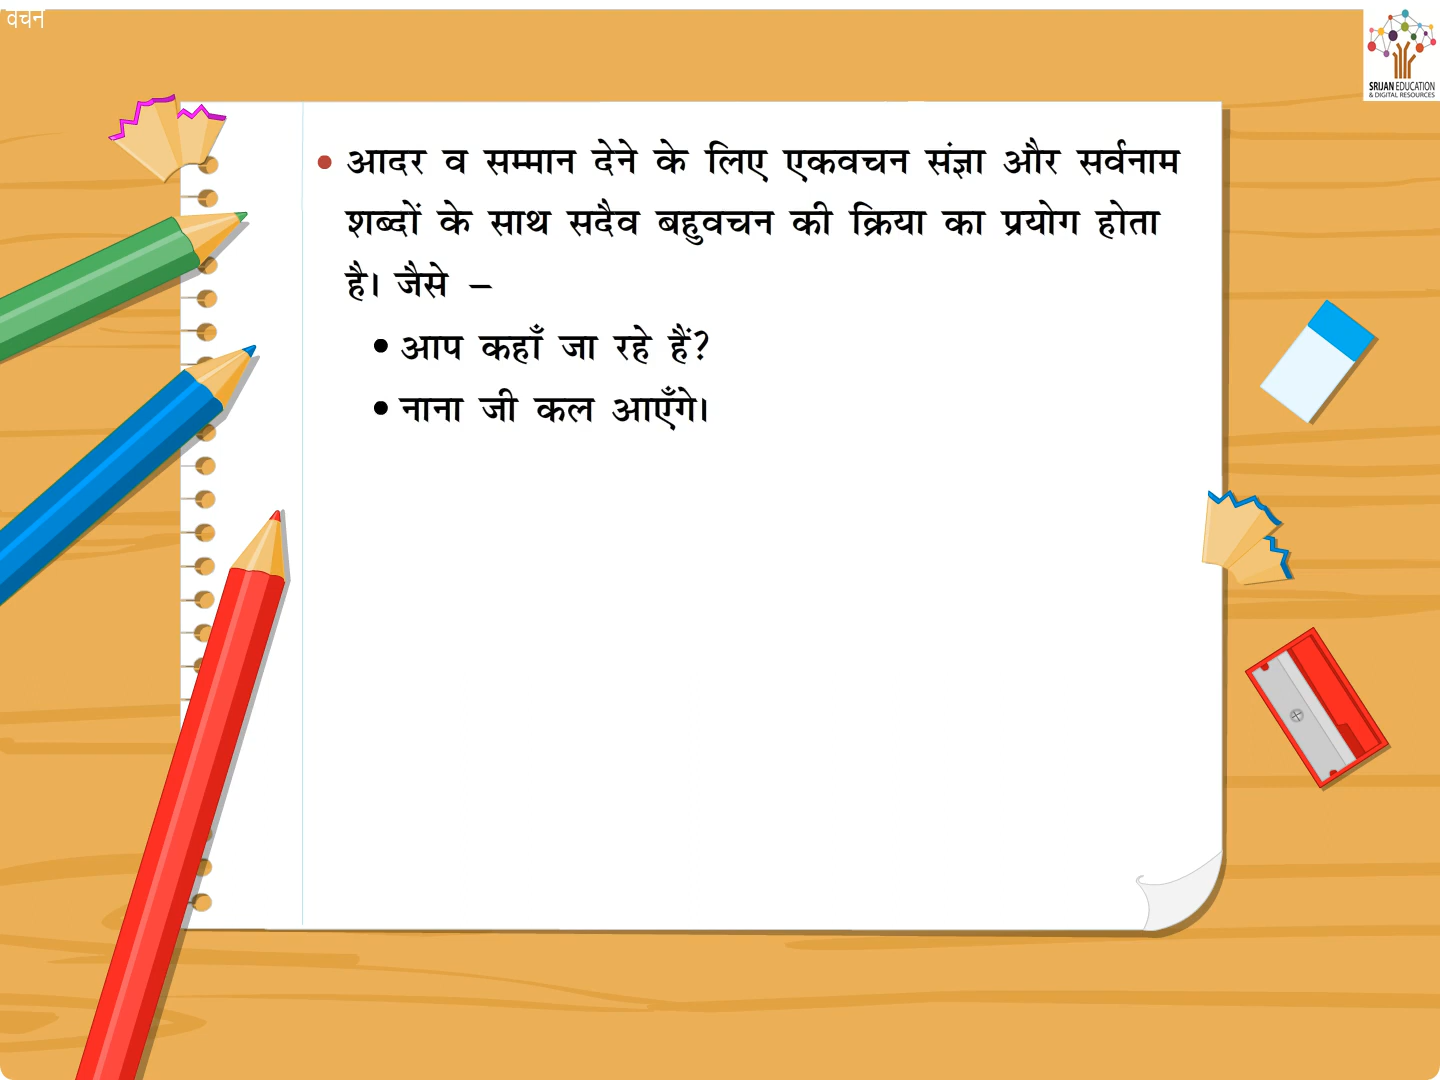 वचन
SRIJAN EDUCATION
& DIGITAL RESOURCES
• आदर व सम्मान देने के लिए एकवचन संज्ञा और सर्वनाम
शब्दों के साथ सदैव बहुवचन की क्रिया का प्रयोग होता
है। जैसे –
• आप कहाँ जा रहे हैं?
• नाना जी कल आएँगे।